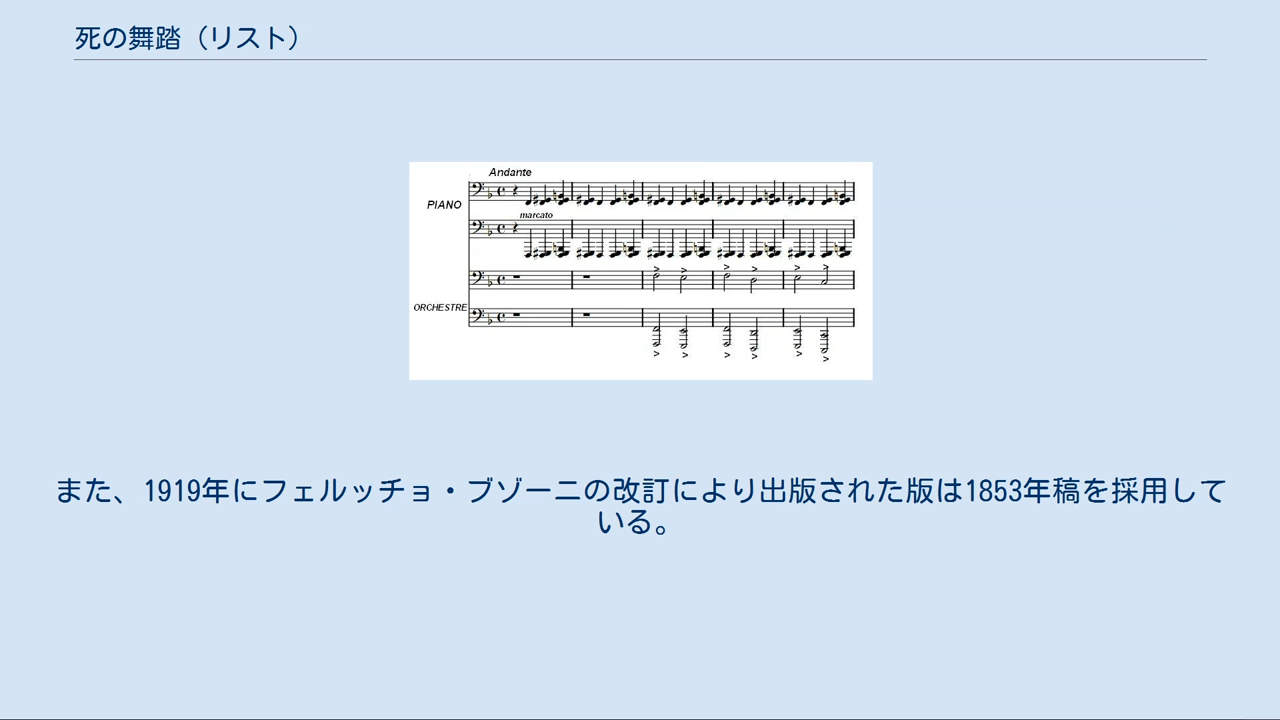 死の舞踏（リスト）
Andante
PIANO
marcato
ORCHESTRE
また、1919年にフェルッチョ・ブゾーニの改訂により出版された版は1853年稿を採用して
いる。